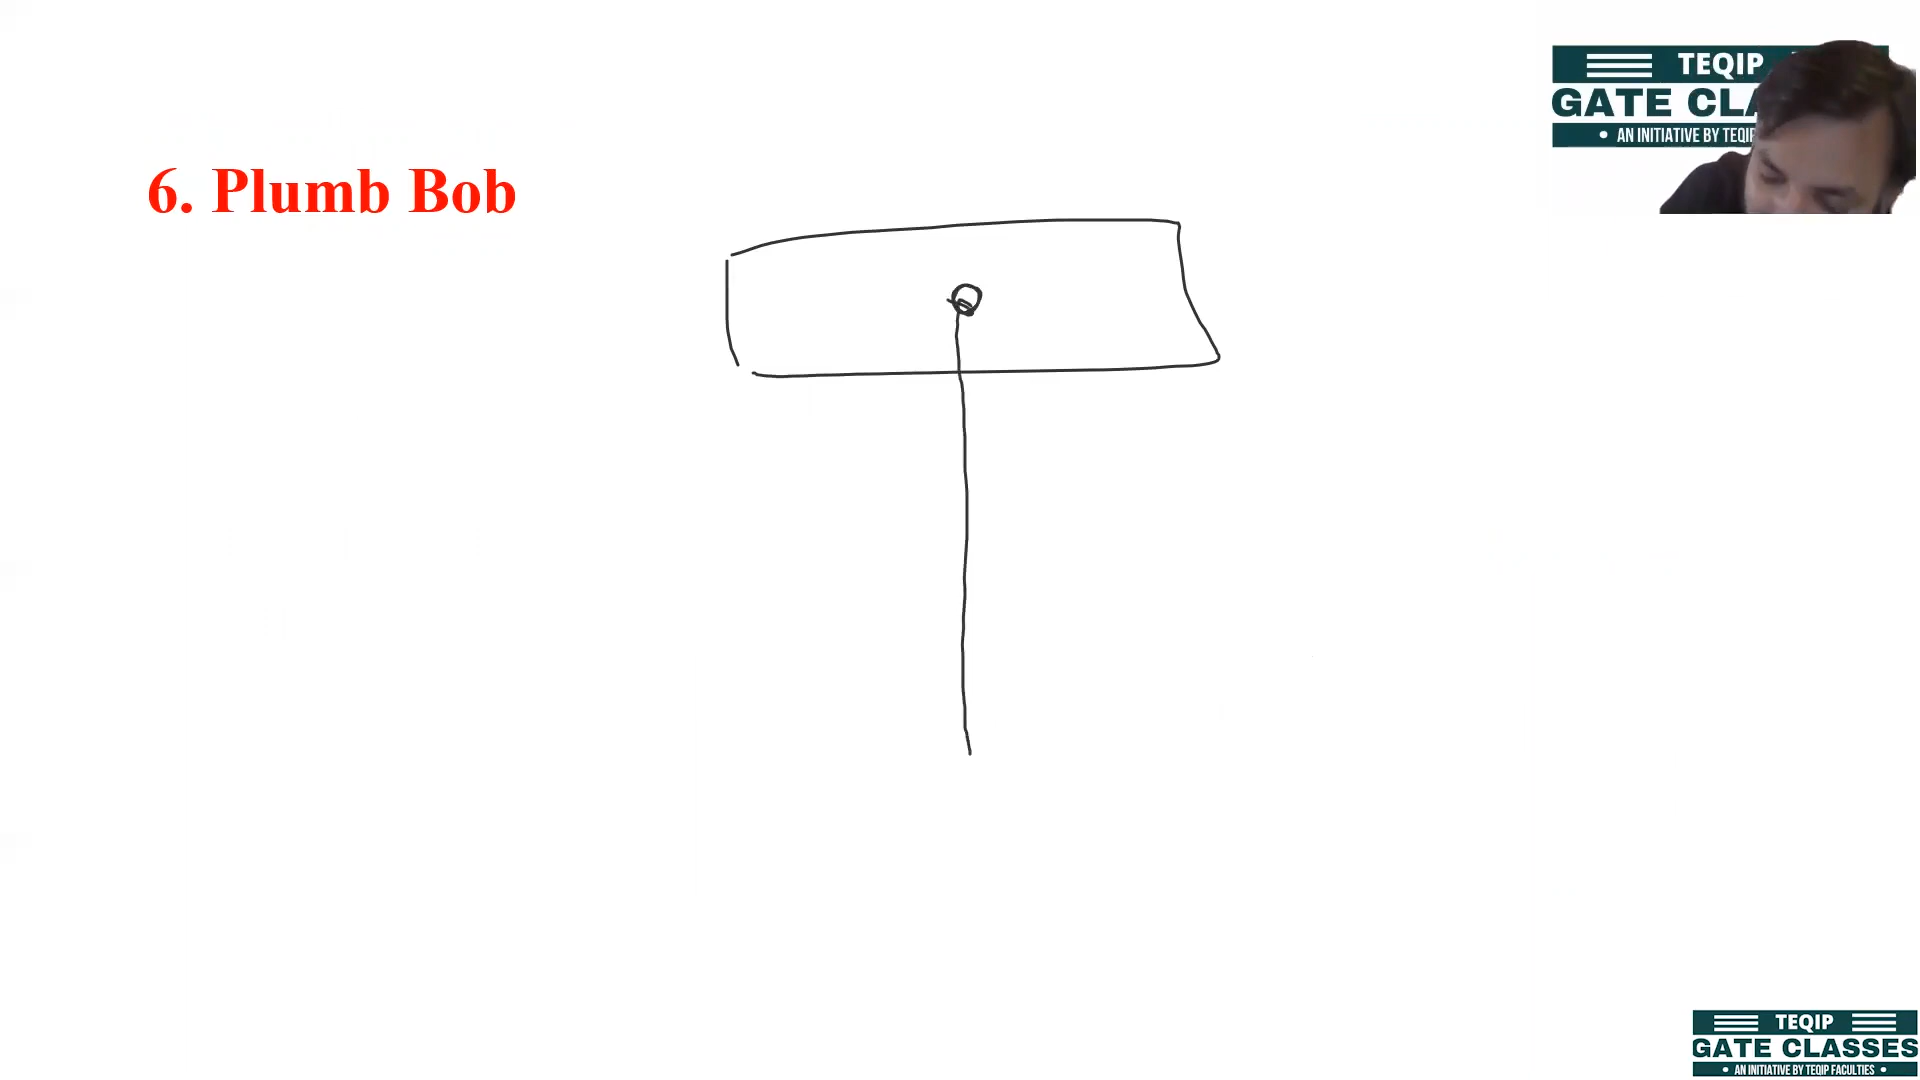 TEQIP
GATE CLA
• AN INITIATIVE BY TEQIP
6. Plumb Bob
TEQIP
GATE CLASSES
• AN INITIATIVE BY TEQIP FACULTIES •